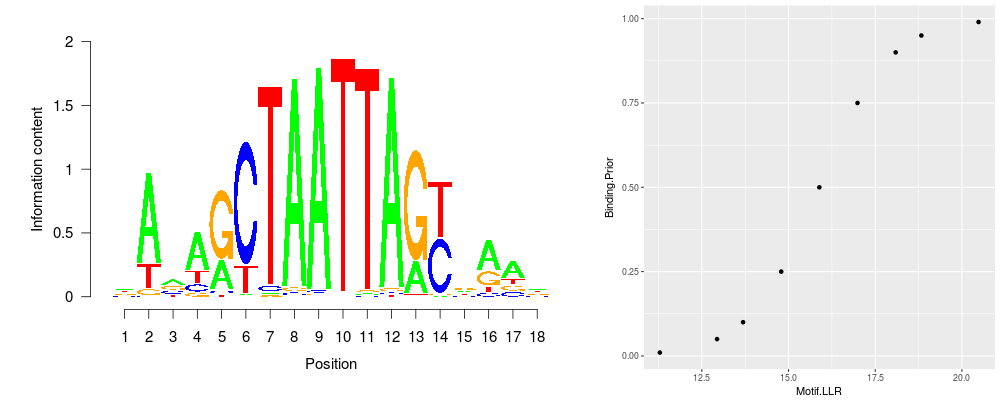 Information content
2
1.5
1
0.5
0
A T A T A G A C T T A A T T A G A T C A G A
1 2 3 4 5 6 7 8 9 10 11 12 13 14 15 16 17 18
Position
Binding.Prior
1.00
0.75
0.50
0.25
0.00
12.5 15.0 17.5 20.0
Motif.LLR